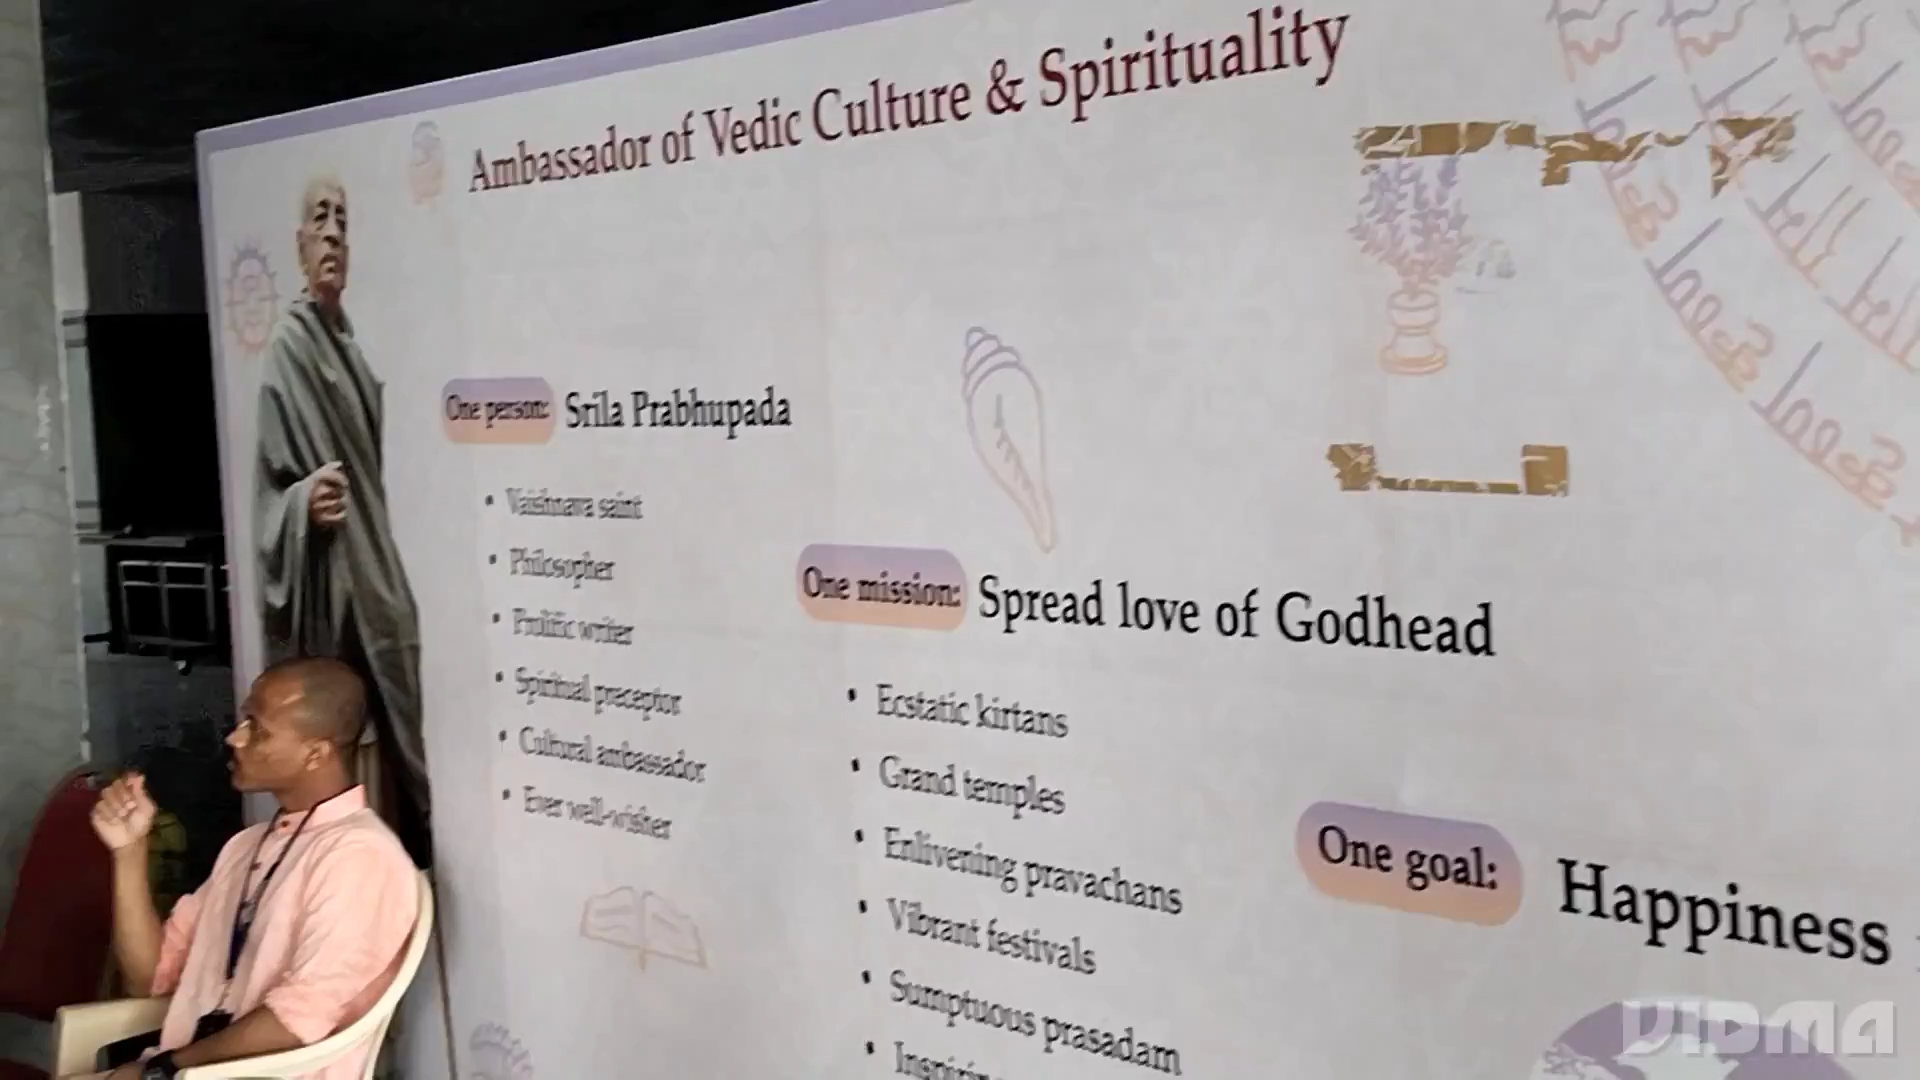 Ambassador of Vedic Culture & Spirituality
One person: Srila Prabhupada
• Vaishnava saint
• Philosopher
• Prolific writer
• Spiritual preceptor
• Cultural ambassador
• Ever well-wisher
One mission: Spread love of Godhead
• Ecstatic kirtans
• Grand temples
• Enlivening pravachans
• Vibrant festivals
• Sumptuous prasadam
One goal: Happiness
VIDMA